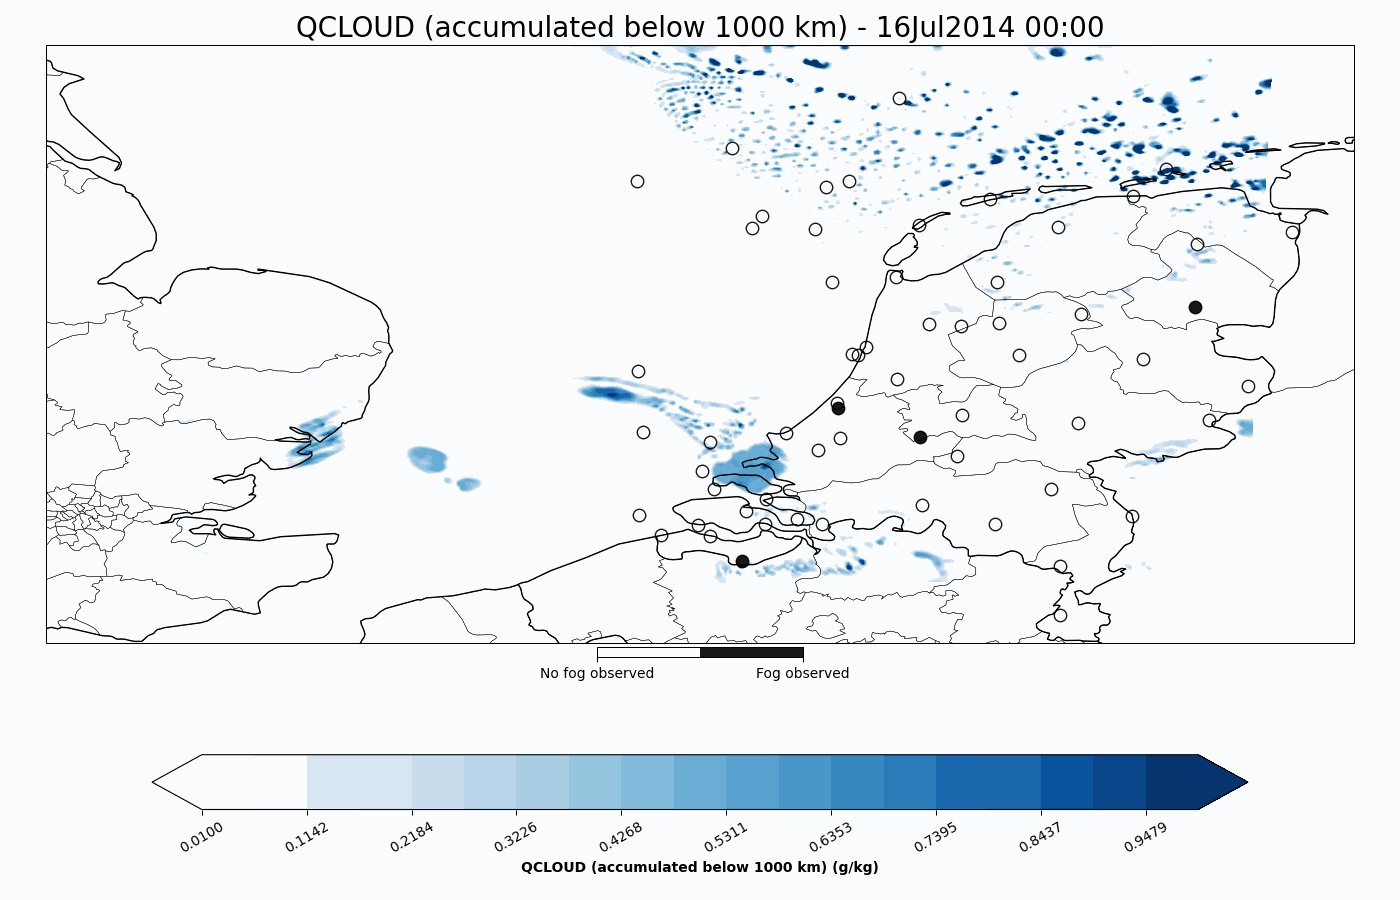 QCLOUD (accumulated below 1000 km) - 16Jul2014 00:00
No fog observed
Fog observed
0.0100
0.1142
0.2184
0.3226
0.4268
0.5311
0.6353
0.7395
0.8437
0.9479
QCLOUD (accumulated below 1000 km) (g/kg)